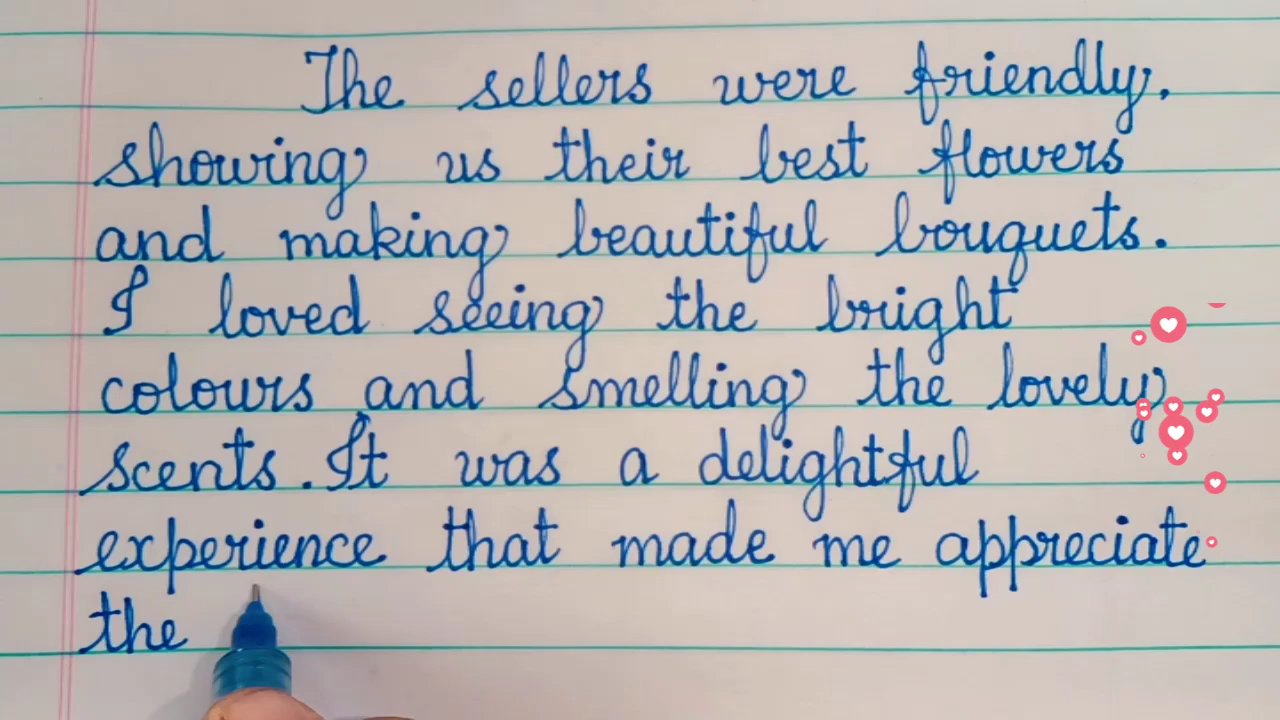 The sellers were friendly,
showing us their best flowers
and making beautiful bouquets.
I loved seeing the bright
colours and smelling the lovely
scents. It was a delightful
experience that made me appreciate
the